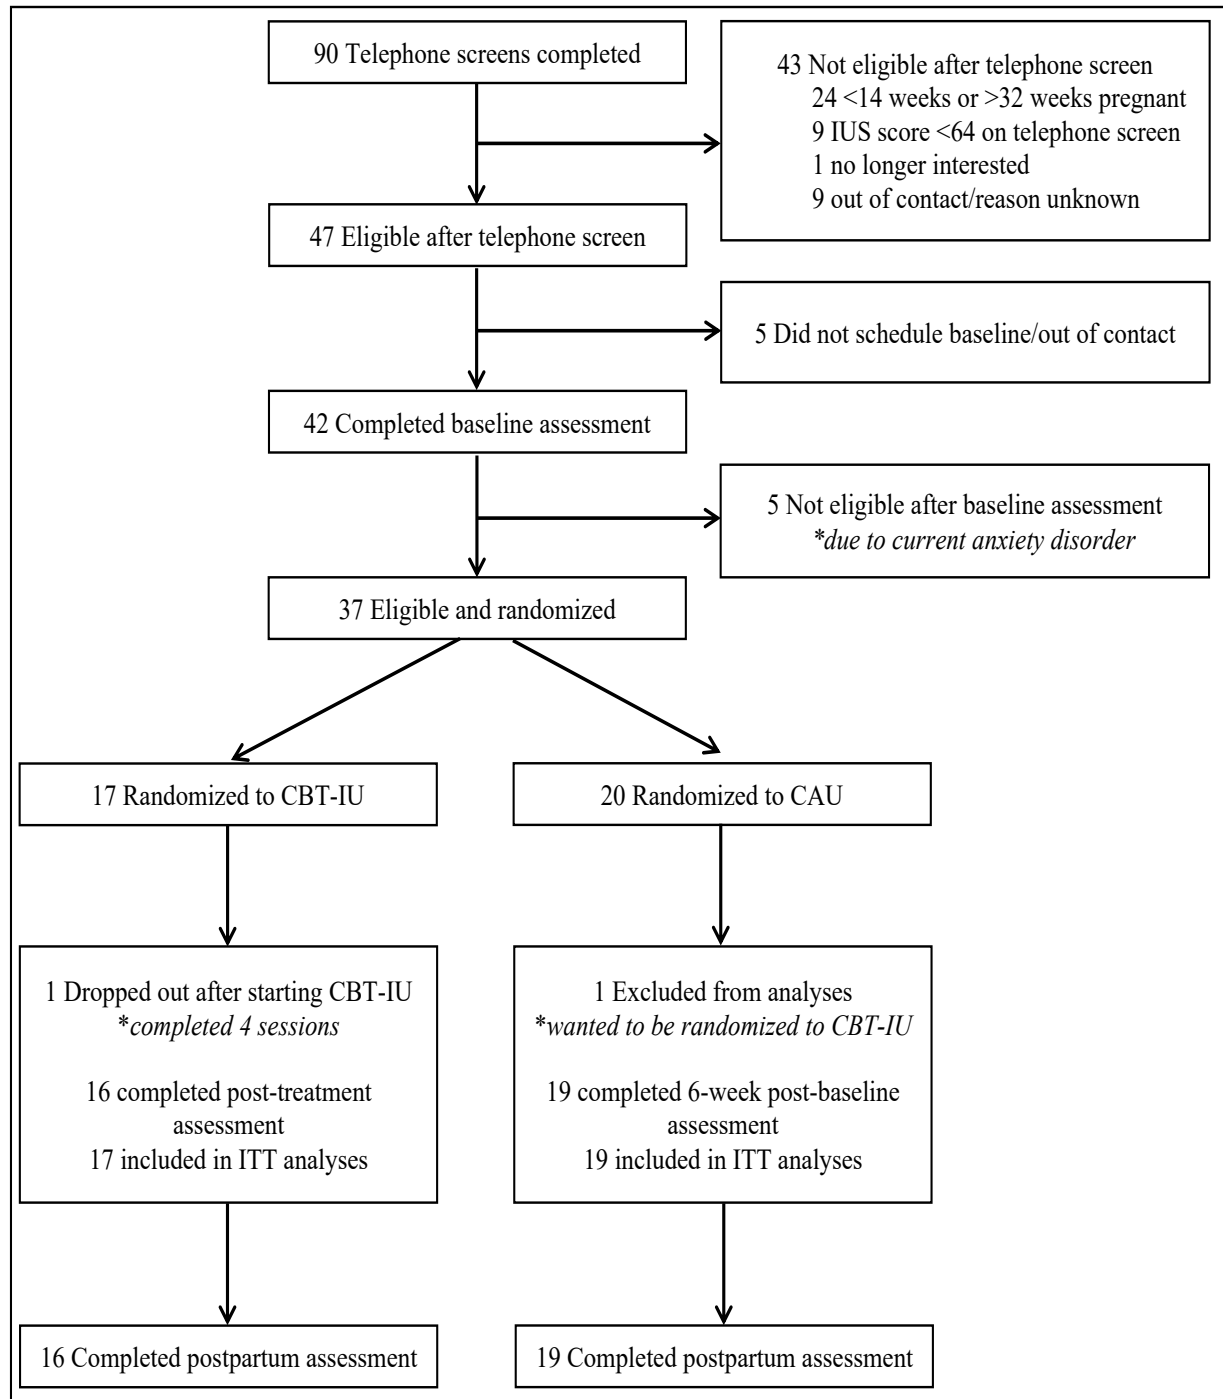 90 Telephone screens completed
43 Not eligible after telephone screen
24 <14 weeks or >32 weeks pregnant
9 IUS score <64 on telephone screen
1 no longer interested
9 out of contact/reason unknown
47 Eligible after telephone screen
5 Did not schedule baseline/out of contact
42 Completed baseline assessment
5 Not eligible after baseline assessment
*due to current anxiety disorder
37 Eligible and randomized
17 Randomized to CBT-IU
20 Randomized to CAU
1 Dropped out after starting CBT-IU
*completed 4 sessions
16 completed post-treatment
assessment
17 included in ITT analyses
1 Excluded from analyses
*wanted to be randomized to CBT-IU
19 completed 6-week post-baseline
assessment
19 included in ITT analyses
16 Completed postpartum assessment
19 Completed postpartum assessment